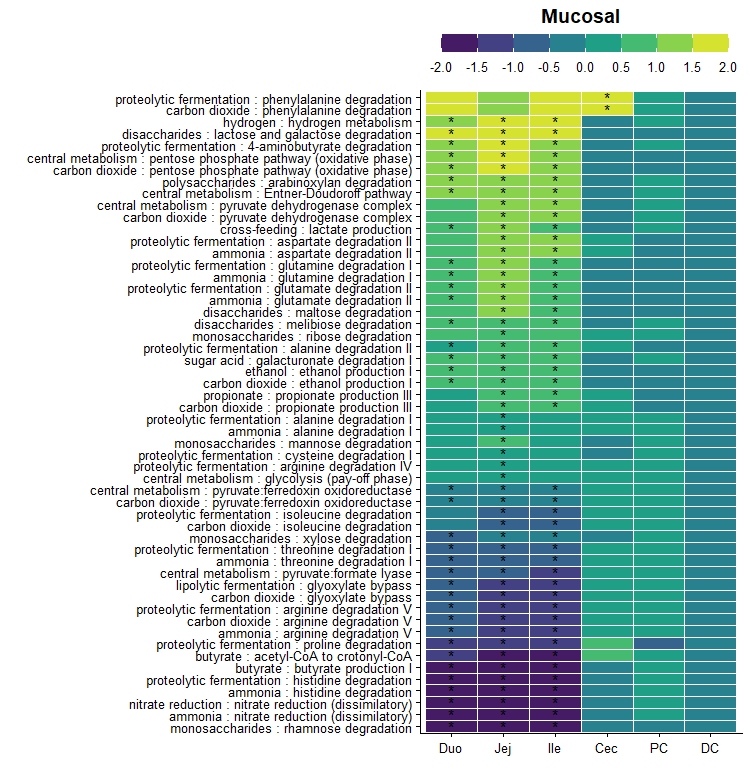 Mucosal
-2.0 -1.5 -1.0 -0.5 0.0 0.5 1.0 1.5 2.0
proteolytic fermentation : phenylalanine degradation *
carbon dioxide : phenylalanine degradation *
hydrogen : hydrogen metabolism * * *
disaccharides : lactose and galactose degradation * * *
proteolytic fermentation : 4-aminobutyrate degradation * * *
central metabolism : pentose phosphate pathway (oxidative phase) * * *
carbon dioxide : pentose phosphate pathway (oxidative phase) * * *
polysaccharides : arabinoxylan degradation * * *
central metabolism : Entner-Doudoroff pathway * * *
central metabolism : pyruvate dehydrogenase complex * *
carbon dioxide : pyruvate dehydrogenase complex * *
cross-feeding : lactate production * * *
proteolytic fermentation : aspartate degradation II * *
ammonia : aspartate degradation II * *
proteolytic fermentation : glutamine degradation I * * *
ammonia : glutamine degradation I * * *
proteolytic fermentation : glutamate degradation II * * *
ammonia : glutamate degradation II * * *
disaccharides : maltose degradation * *
disaccharides : melibiose degradation * * *
monosaccharides : ribose degradation *
proteolytic fermentation : alanine degradation II * * *
sugar acid : galacturonate degradation I * * *
ethanol : ethanol production I * * *
carbon dioxide : ethanol production I * * *
propionate : propionate production III * *
carbon dioxide : propionate production III * *
proteolytic fermentation : alanine degradation I *
ammonia : alanine degradation I *
monosaccharides : mannose degradation *
proteolytic fermentation : cysteine degradation I *
proteolytic fermentation : arginine degradation IV *
central metabolism : glycolysis (pay-off phase) *
central metabolism : pyruvate:ferredoxin oxidoreductase * * *
carbon dioxide : pyruvate:ferredoxin oxidoreductase * * *
proteolytic fermentation : isoleucine degradation * *
carbon dioxide : isoleucine degradation * *
monosaccharides : xylose degradation * * *
proteolytic fermentation : threonine degradation I * * *
ammonia : threonine degradation I * * *
central metabolism : pyruvate:formate lyase * * *
lipolytic fermentation : glyoxylate bypass * * *
carbon dioxide : glyoxylate bypass * * *
proteolytic fermentation : arginine degradation V * * *
carbon dioxide : arginine degradation V * * *
ammonia : arginine degradation V * * *
proteolytic fermentation : proline degradation * * *
butyrate : acetyl-CoA to crotonyl-CoA * * *
butyrate : butyrate production I * * *
proteolytic fermentation : histidine degradation * * *
ammonia : histidine degradation * * *
nitrate reduction : nitrate reduction (dissimilatory) * * *
ammonia : nitrate reduction (dissimilatory) * * *
monosaccharides : rhamnose degradation * * *
Duo Jej Ile Cec PC DC